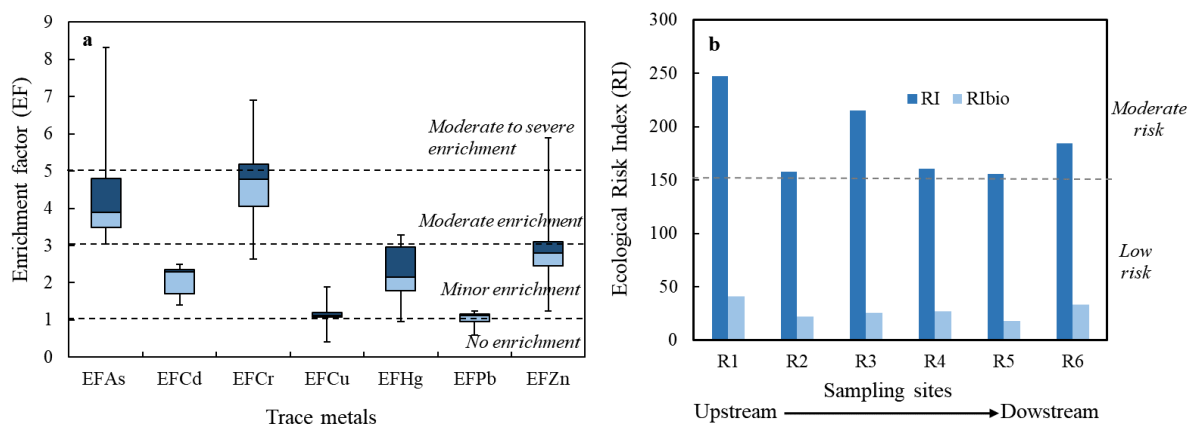 a
Enrichment factor (EF)
9
8
7
6
5
4
3
2
1
0
Moderate to severe
enrichment
Moderate enrichment
Minor enrichment
No enrichment
EFAs EFCd EFCr EFCu EFHg EFPb EFZn
Trace metals
b
Ecological Risk Index (RI)
300
250
200
150
100
50
0
RI RIbio
Moderate
risk
Low
risk
R1 R2 R3 R4 R5 R6
Sampling sites
Upstream Dowstream